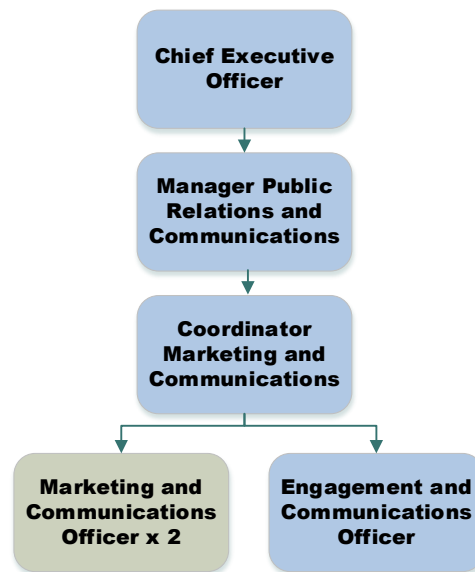 Chief Executive
Officer
Manager Public
Relations and
Communications
Coordinator
Marketing and
Communications
Marketing and
Communications
Officer x 2
Engagement and
Communications
Officer